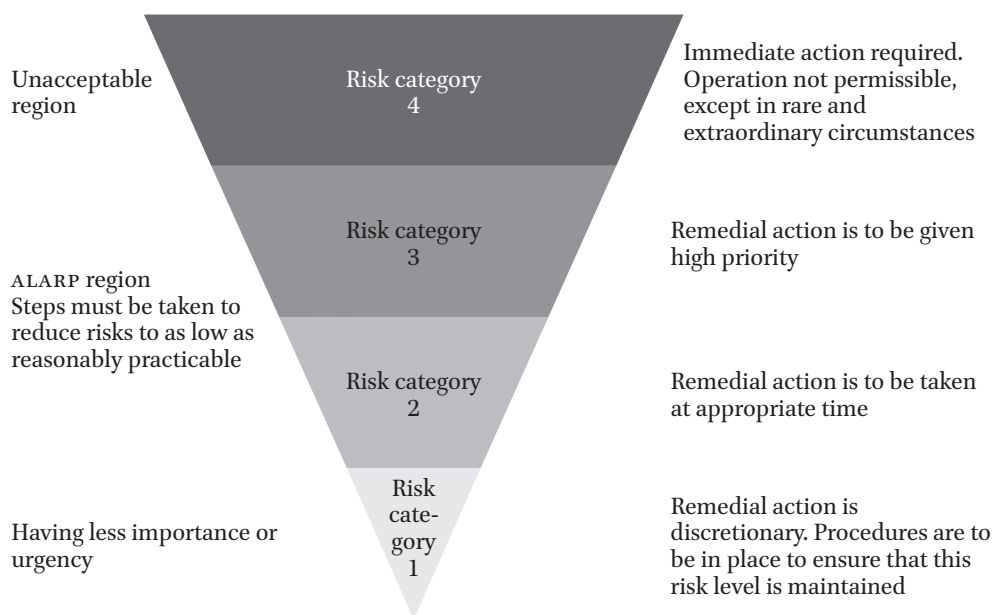 Unacceptable
region
Risk category
4
Immediate action required.
Operation not permissible,
except in rare and
extraordinary circumstances
Risk category
3
Remedial action is to be given
high priority
ALARP region
Steps must be taken to
reduce risks to as low as
reasonably practicable
Risk category
2
Remedial action is to be taken
at appropriate time
Having less importance or
urgency
Risk
cate-
gory
1
Remedial action is
discretionary. Procedures are to
be in place to ensure that this
risk level is maintained